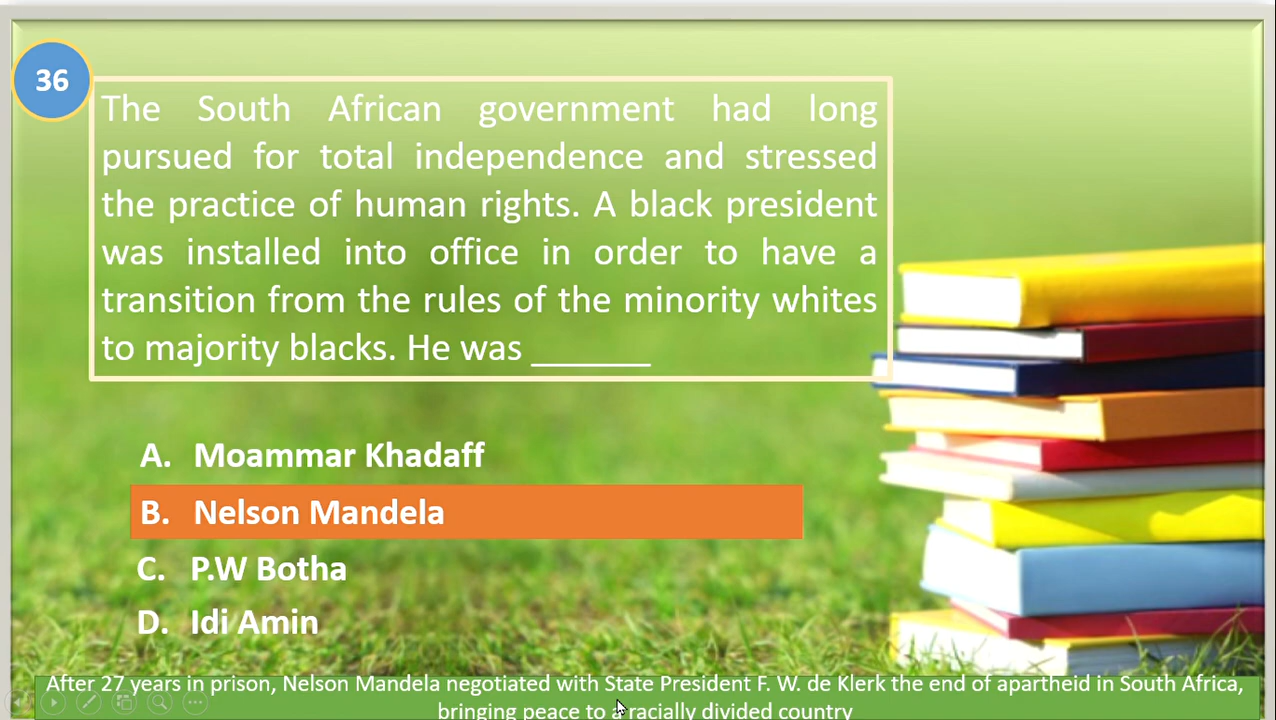 36
The South African government had long
pursued for total independence and stressed
the practice of human rights. A black president
was installed into office in order to have a
transition from the rules of the minority whites
to majority blacks. He was _______
A. Moammar Khadaff
B. Nelson Mandela
C. P.W Botha
D. Idi Amin
After 27 years in prison, Nelson Mandela negotiated with State President F. W. de Klerk the end of apartheid in South Africa,
bringing peace to a racially divided country